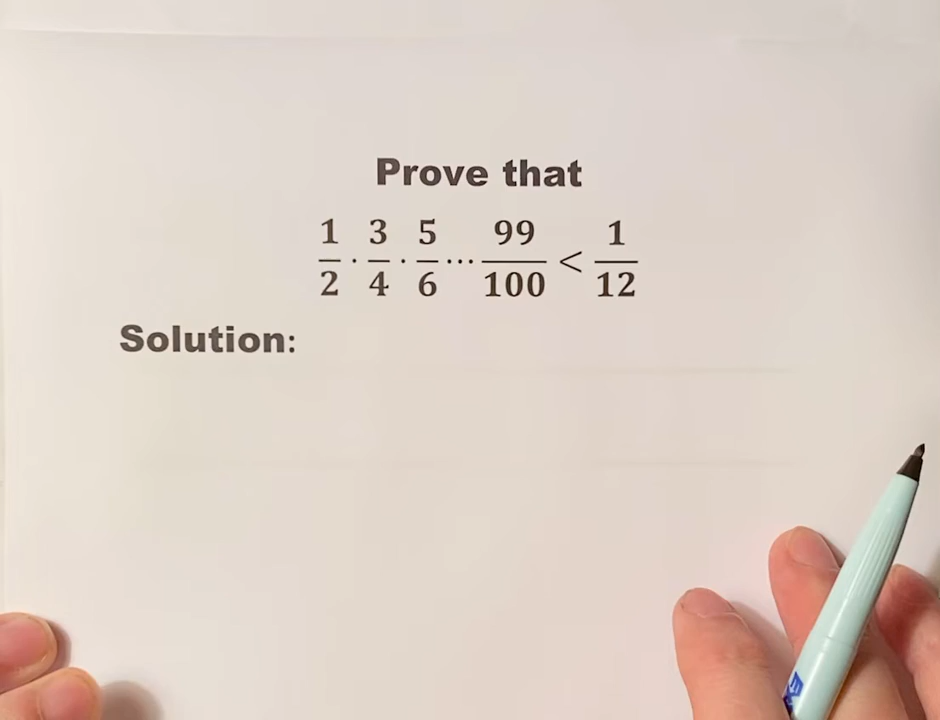 Prove that
1/2 · 3/4 · 5/6 ··· 99/100 < 1/12
Solution: